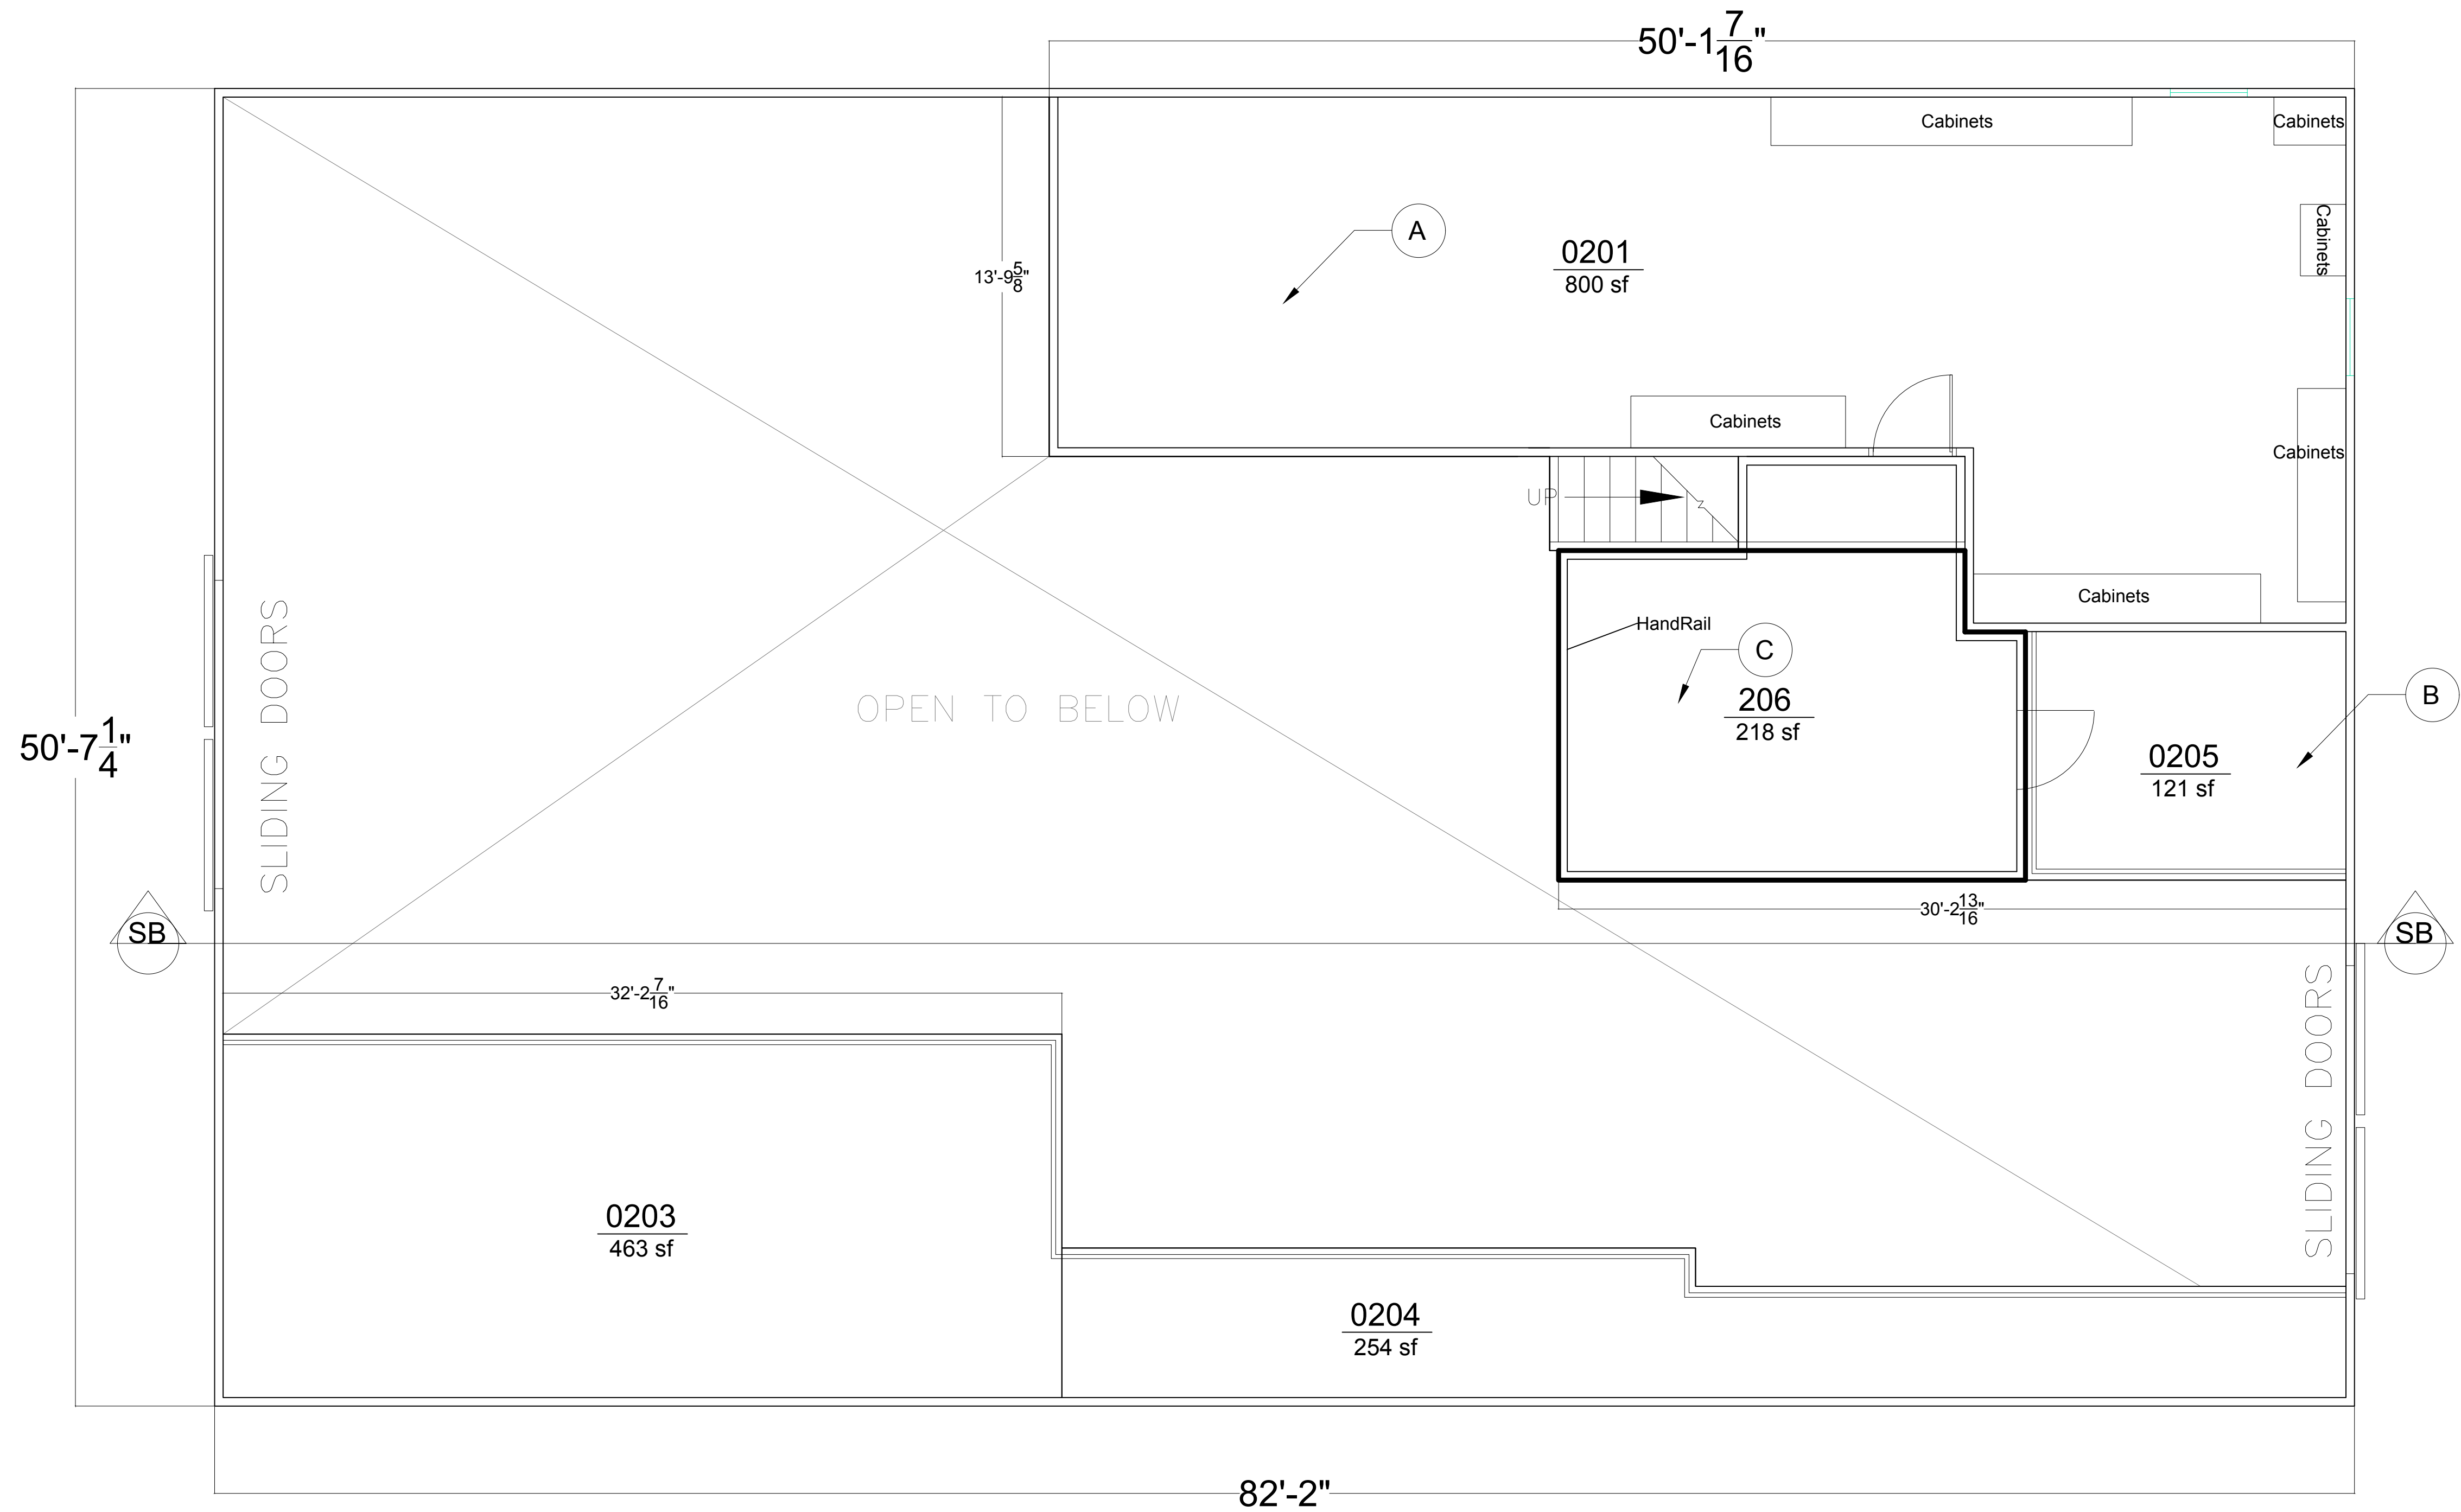 50'-1 7/16"
Cabinets
Cabinets
Cabinets
A
0201
800 sf
13'-9 5/8"
Cabinets
Cabinets
UP
Cabinets
HandRail
C
206
218 sf
B
0205
121 sf
SLIDING DOORS
OPEN TO BELOW
50'-7 1/4"
30'-2 13/16"
SB
SB
32'-2 7/16"
SLIDING DOORS
0203
463 sf
0204
254 sf
82'-2"